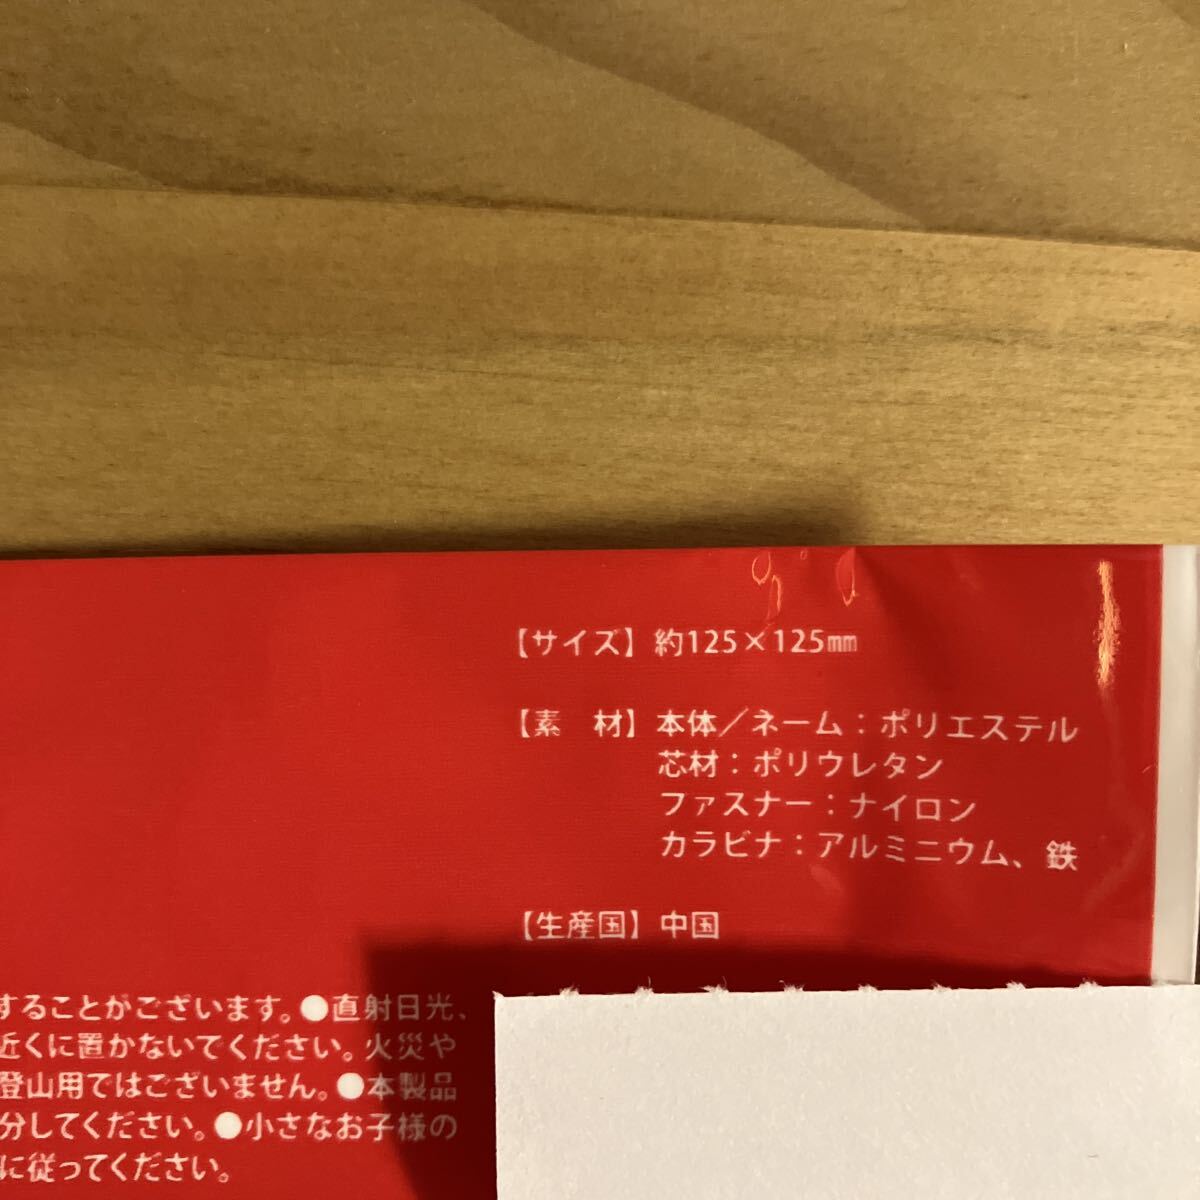 【サイズ】約125×125㎜
【素　材】本体／ネーム：ポリエステル
芯材：ポリウレタン
ファスナー：ナイロン
カラビナ：アルミニウム、鉄
【生産国】中国
することがございます。●直射日光、
近くに置かないでください。火災や
登山用ではございません。●本製品
分してください。●小さなお子様の
に従ってください。